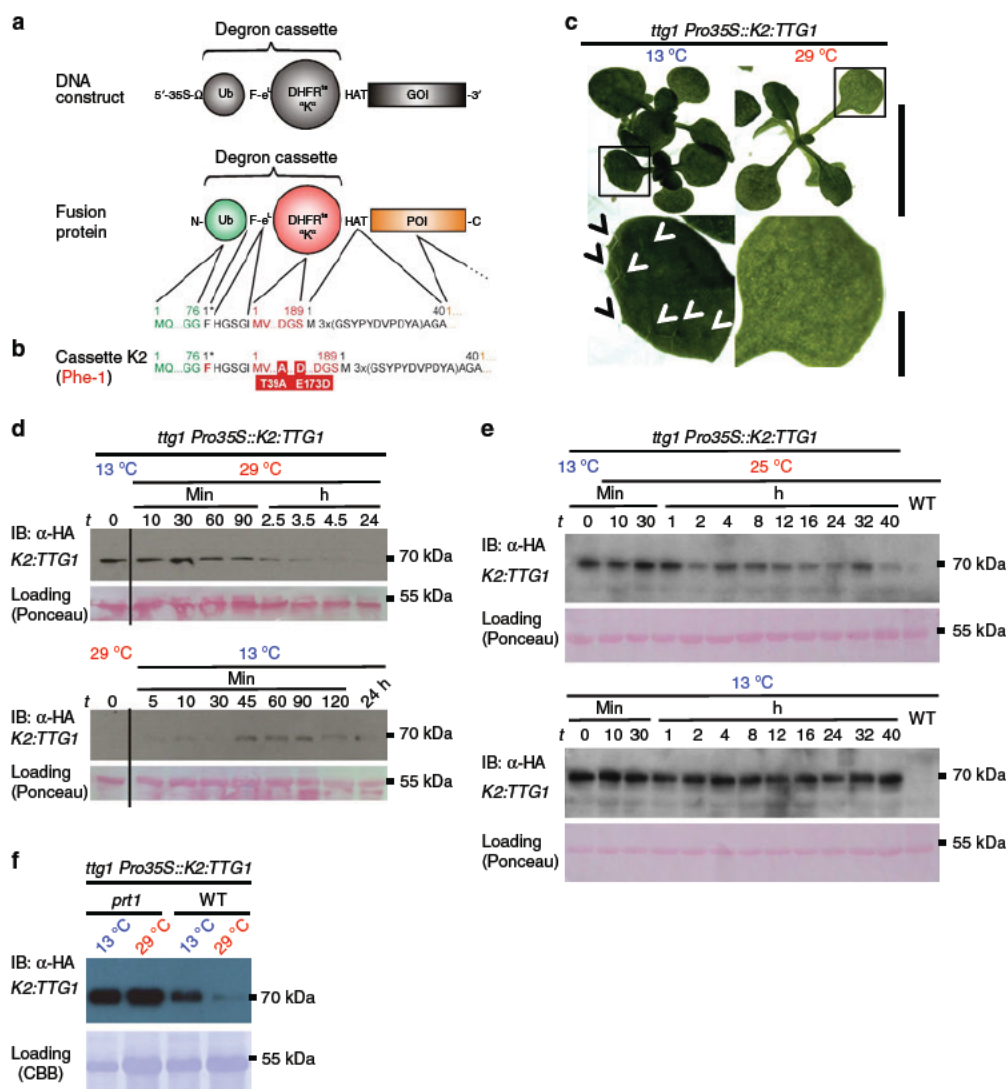 a
Degron cassette
DNA construct
5′-35S-Ω Ub F-eᴸ DHFRᵗˢ "K" HAT GOI -3′
Degron cassette
Fusion protein
N- Ub F-eᴸ DHFRᵗˢ "K" HAT POI -C
1 76 1* 1 189 1 40 1...
MQ...GG F HGSGI MV...DGS M 3x(GSYPYDVPDYA)AGA...
b
Cassette K2 (Phe-1)
1 76 1* 1 189 1 40 1...
MQ...GG F HGSGI MV...A..D..DGS M 3x(GSYPYDVPDYA)AGA...
T39A E173D
c
ttg1 Pro35S::K2:TTG1
13 °C 29 °C
d
ttg1 Pro35S::K2:TTG1
13 °C 29 °C
Min h
t 0 10 30 60 90 2.5 3.5 4.5 24
IB: α-HA
K2:TTG1
70 kDa
Loading (Ponceau)
55 kDa
29 °C 13 °C
Min
t 0 5 10 30 45 60 90 120 24 h
IB: α-HA
K2:TTG1
70 kDa
Loading (Ponceau)
55 kDa
e
ttg1 Pro35S::K2:TTG1
13 °C 25 °C
Min h WT
t 0 10 30 1 2 4 8 12 16 24 32 40
IB: α-HA
K2:TTG1
70 kDa
Loading (Ponceau)
55 kDa
13 °C
Min h WT
t 0 10 30 1 2 4 8 12 16 24 32 40
IB: α-HA
K2:TTG1
70 kDa
Loading (Ponceau)
55 kDa
f
ttg1 Pro35S::K2:TTG1
prt1 WT
13 °C 29 °C 13 °C 29 °C
IB: α-HA
K2:TTG1
70 kDa
Loading (CBB)
55 kDa